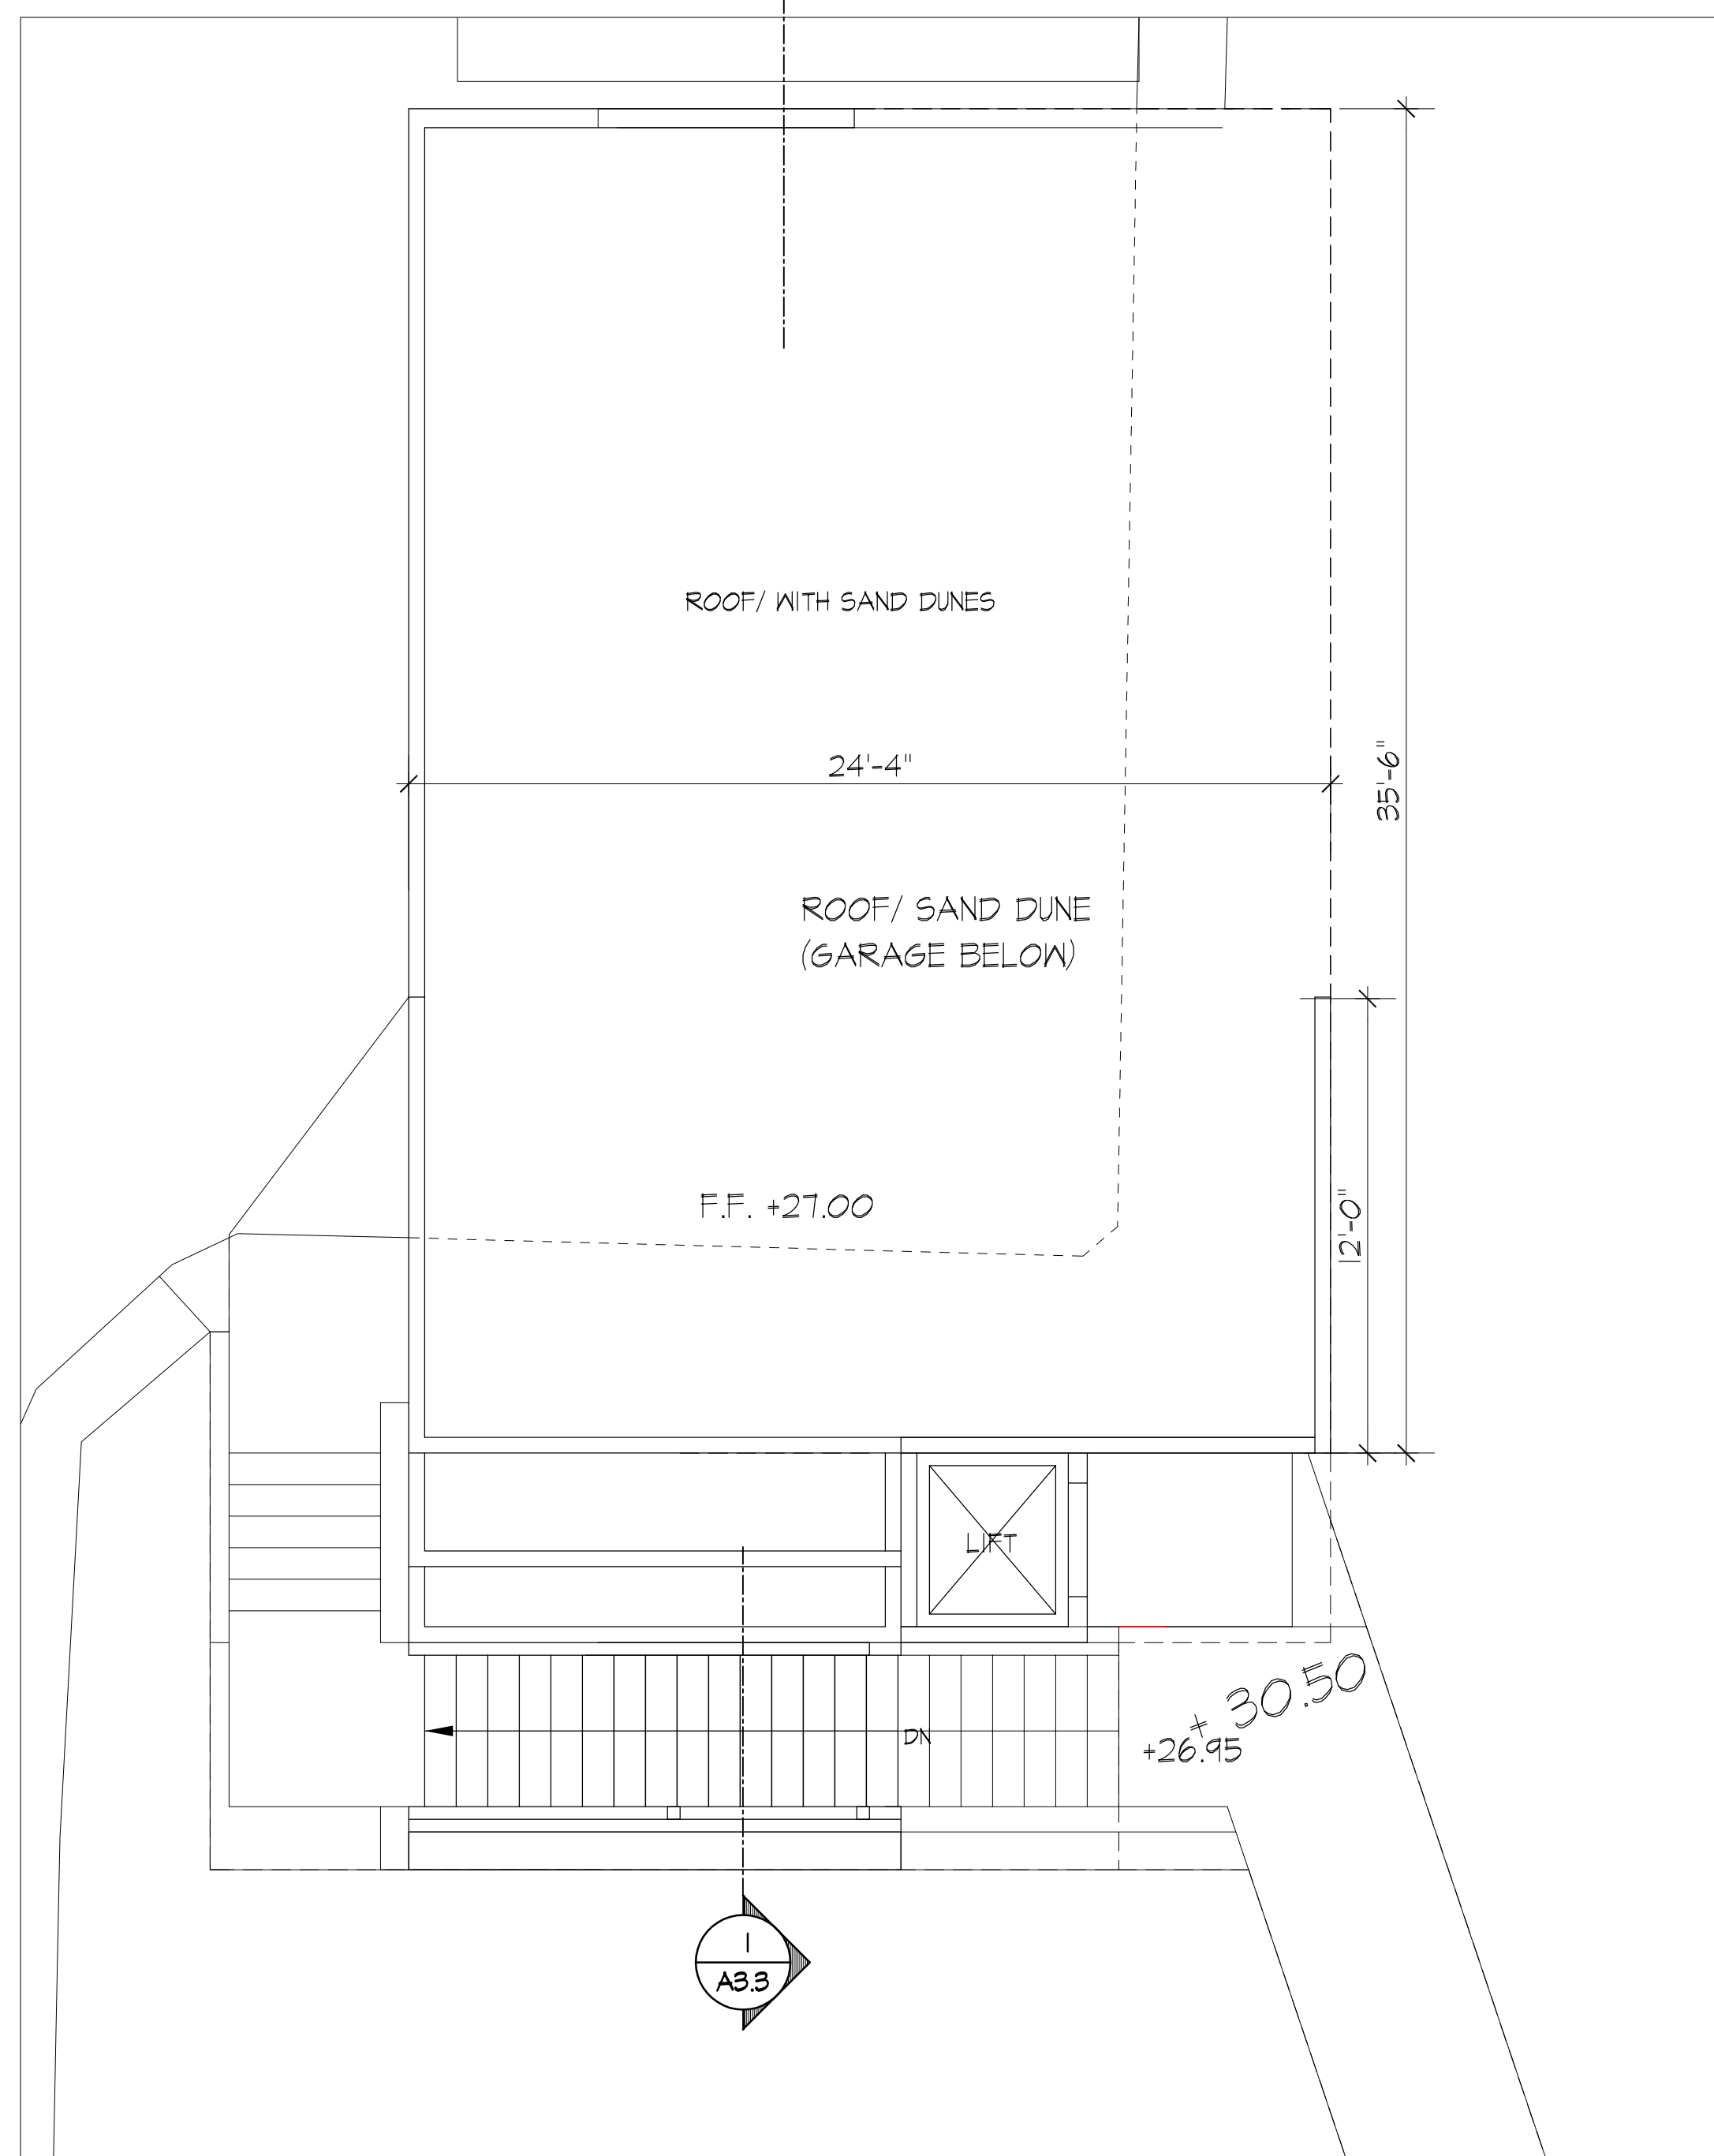 ROOF/ WITH SAND DUNES
24'-4"
35'-6"
ROOF/ SAND DUNE
(GARAGE BELOW)
F.F. +27.00
12'-0"
LIFT
+ 30.50
DN
+26.95
1
A3.3